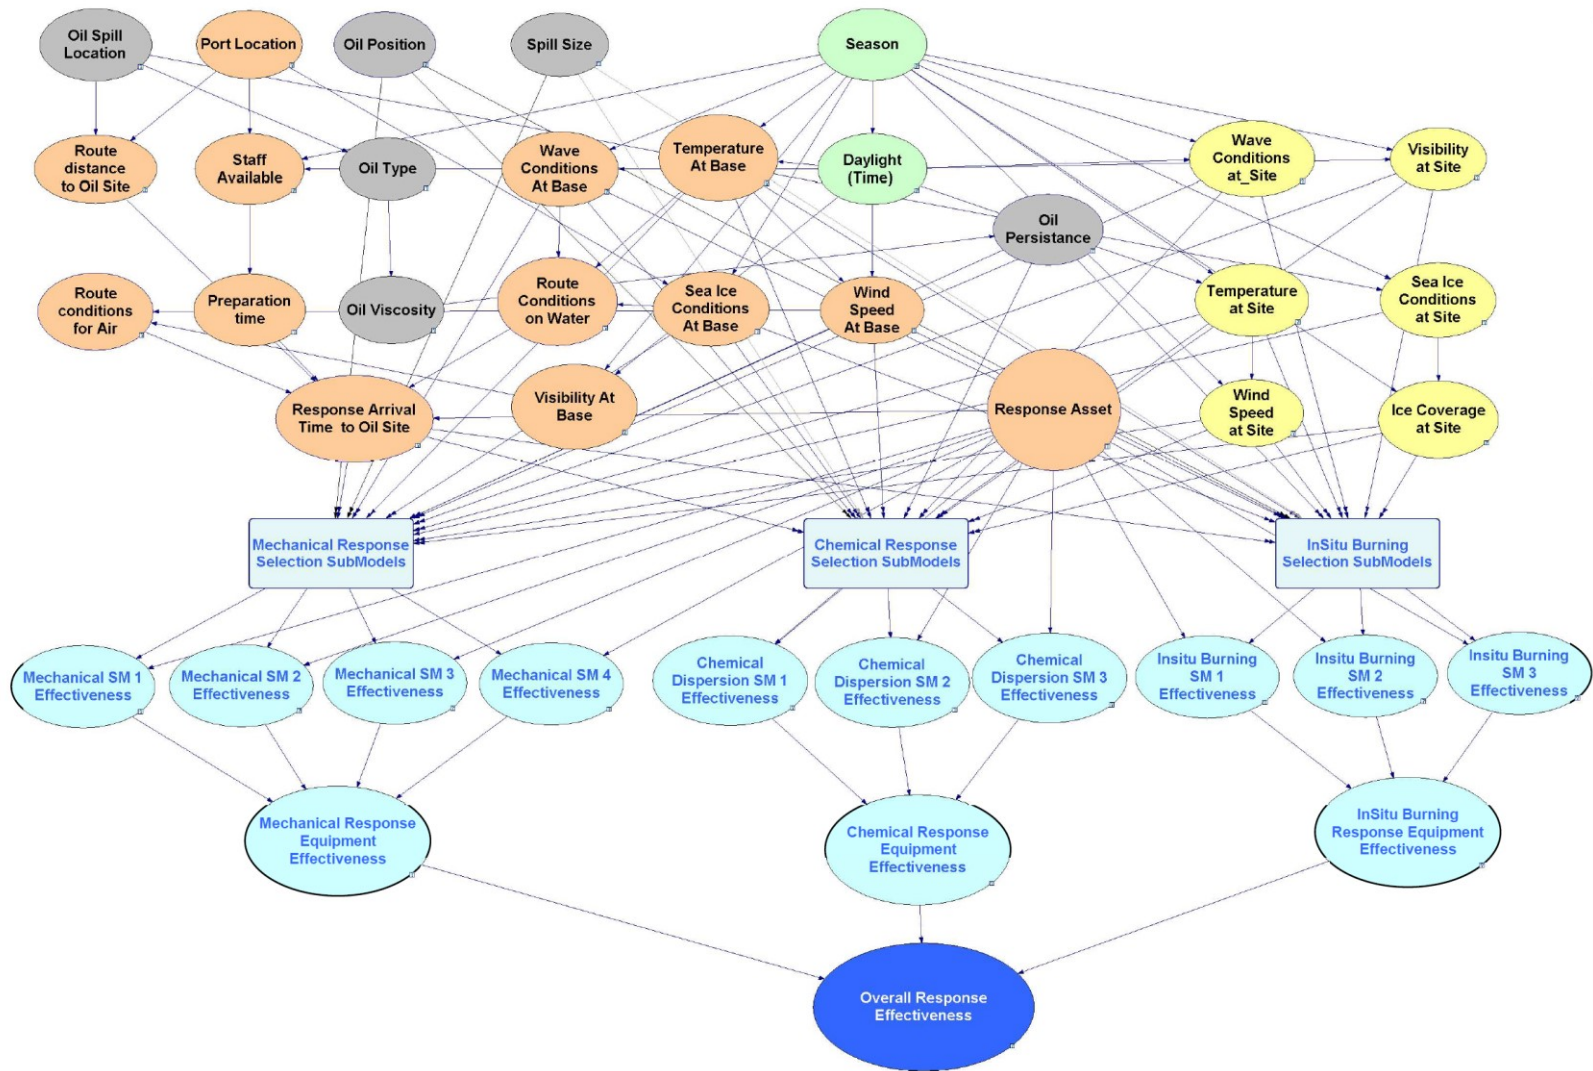 Oil Spill
Location
Port Location
Oil Position
Spill Size
Season
Route
distance
to Oil Site
Staff
Available
Oil Type
Wave
Conditions
At Base
Temperature
At Base
Daylight
(Time)
Wave
Conditions
at_Site
Visibility
at Site
Oil
Persistance
Route
conditions
for Air
Preparation
time
Oil Viscosity
Route
Conditions
on Water
Sea Ice
Conditions
At Base
Wind
Speed
At Base
Temperature
at Site
Sea Ice
Conditions
at Site
Response Arrival
Time to Oil Site
Visibility At
Base
Response Asset
Wind
Speed
at Site
Ice Coverage
at Site
Mechanical Response
Selection SubModels
Chemical Response
Selection SubModels
InSitu Burning
Selection SubModels
Mechanical SM 1
Effectiveness
Mechanical SM 2
Effectiveness
Mechanical SM 3
Effectiveness
Mechanical SM 4
Effectiveness
Chemical
Dispersion SM 1
Effectiveness
Chemical
Dispersion SM 2
Effectiveness
Chemical
Dispersion SM 3
Effectiveness
Insitu Burning
SM 1
Effectiveness
Insitu Burning
SM 2
Effectiveness
Insitu Burning
SM 3
Effectiveness
Mechanical Response
Equipment
Effectiveness
Chemical Response
Equipment
Effectiveness
InSitu Burning
Response Equipment
Effectiveness
Overall Response
Effectiveness